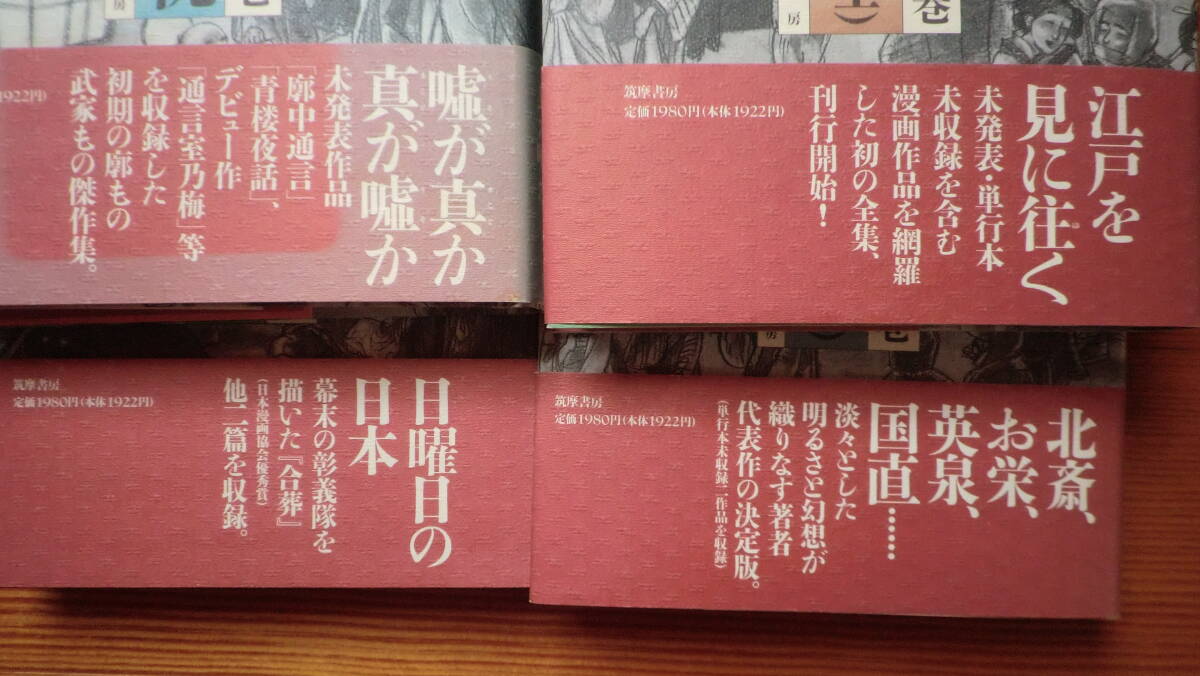 巻
房
江戸を
見に往く
ゆ
未発表・単行本
未収録を含む
漫画作品を網羅
した初の全集、
刊行開始!
筑摩書房
定価1980円(本体1922円)
房
嘘が真か
真が嘘か
未発表作品
「廓中通言」
「青楼夜話」、
デビュー作
「通言室乃梅」等
を収録した
初期の廓もの
武家もの傑作集。
1922円)
巻
房
北斎、
お栄、
英泉、
国直……
淡々とした
明るさと幻想が
織りなす著者
代表作の決定版。
(単行本未収録二作品を収録)
筑摩書房
定価1980円(本体1922円)
日曜日の
日本
幕末の彰義隊を
描いた『合葬』
(日本漫画協会優秀賞)
他二篇を収録。
筑摩書房
定価1980円(本体1922円)